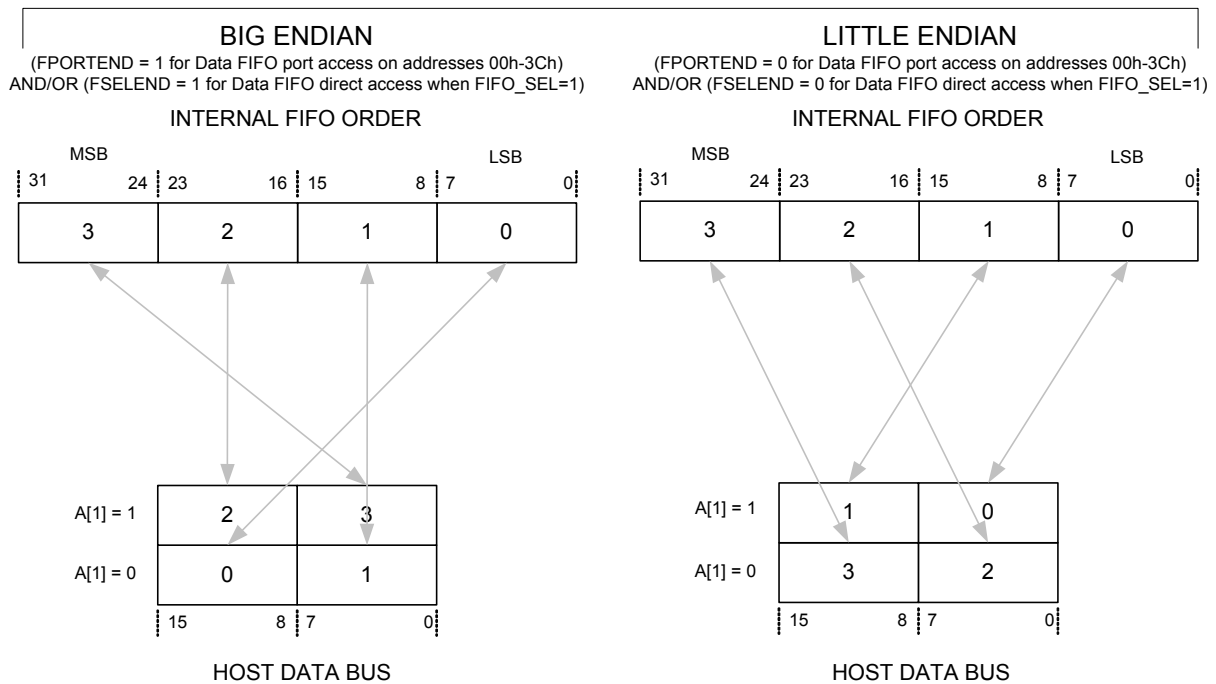 BIG ENDIAN
(FPORTEND = 1 for Data FIFO port access on addresses 00h-3Ch)
AND/OR (FSELEND = 1 for Data FIFO direct access when FIFO_SEL=1)
INTERNAL FIFO ORDER
MSB LSB
31 24 23 16 15 8 7 0
3 2 1 0
A[1] = 1 2 3
A[1] = 0 0 1
15 8 7 0
HOST DATA BUS
LITTLE ENDIAN
(FPORTEND = 0 for Data FIFO port access on addresses 00h-3Ch)
AND/OR (FSELEND = 0 for Data FIFO direct access when FIFO_SEL=1)
INTERNAL FIFO ORDER
MSB LSB
31 24 23 16 15 8 7 0
3 2 1 0
A[1] = 1 1 0
A[1] = 0 3 2
15 8 7 0
HOST DATA BUS